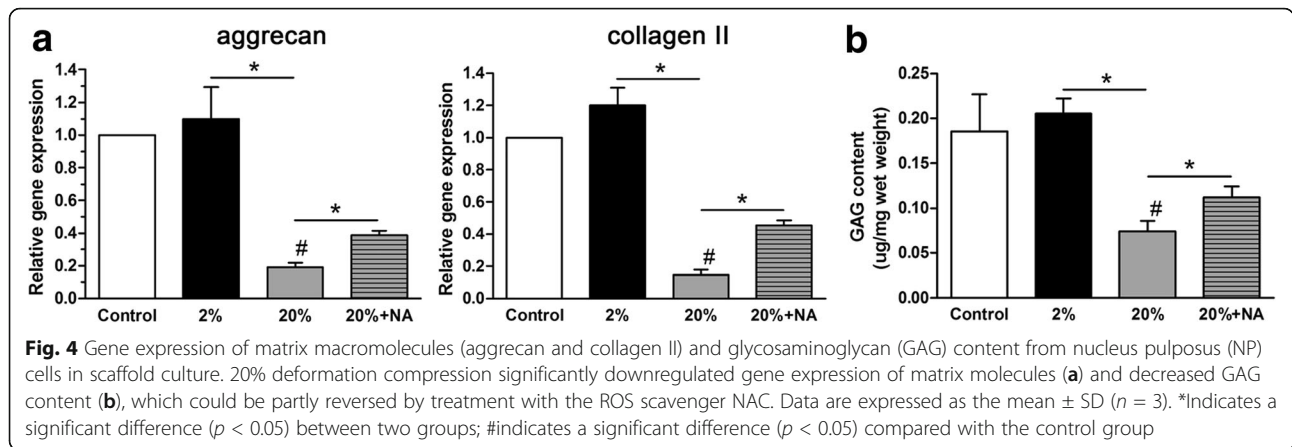 a
aggrecan
Relative gene expression
1.4
1.2
1.0
0.8
0.6
0.4
0.2
0.0
*
*
#
Control 2% 20% 20%+NA
collagen II
Relative gene expression
1.4
1.2
1.0
0.8
0.6
0.4
0.2
0.0
*
*
#
Control 2% 20% 20%+NA
b
GAG content
(ug/mg wet weight)
0.25
0.20
0.15
0.10
0.05
0.00
*
*
#
Control 2% 20% 20%+NA
Fig. 4 Gene expression of matrix macromolecules (aggrecan and collagen II) and glycosaminoglycan (GAG) content from nucleus pulposus (NP)
cells in scaffold culture. 20% deformation compression significantly downregulated gene expression of matrix molecules (a) and decreased GAG
content (b), which could be partly reversed by treatment with the ROS scavenger NAC. Data are expressed as the mean ± SD (n = 3). *Indicates a
significant difference (p < 0.05) between two groups; #indicates a significant difference (p < 0.05) compared with the control group